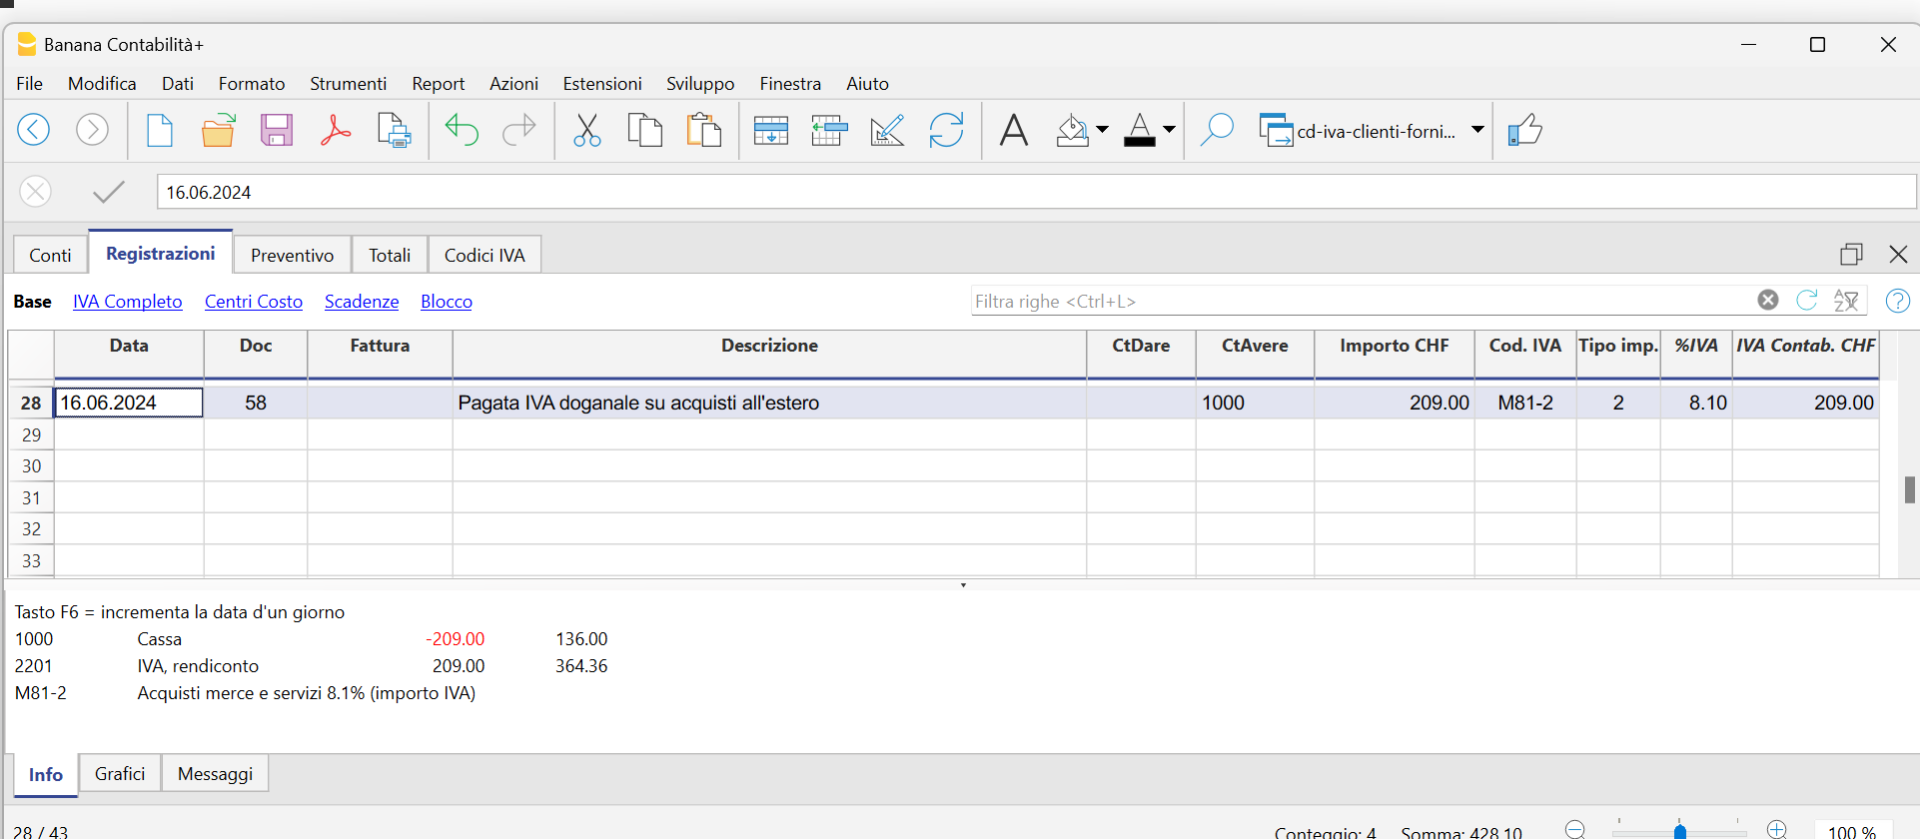 Banana Contabilità+
File Modifica Dati Formato Strumenti Report Azioni Estensioni Sviluppo Finestra Aiuto
cd-iva-clienti-forni...
16.06.2024
Conti Registrazioni Preventivo Totali Codici IVA
Base IVA Completo Centri Costo Scadenze Blocco Filtra righe <Ctrl+L>
Data Doc Fattura Descrizione CtDare CtAvere Importo CHF Cod. IVA Tipo imp. %IVA IVA Contab. CHF
28 16.06.2024 58 Pagata IVA doganale su acquisti all'estero 1000 209.00 M81-2 2 8.10 209.00
29
30
31
32
33
Tasto F6 = incrementa la data d'un giorno
1000 Cassa -209.00 136.00
2201 IVA, rendiconto 209.00 364.36
M81-2 Acquisti merce e servizi 8.1% (importo IVA)
Info Grafici Messaggi
28 / 43 Conteggio: 4 Somma: 428.10 100 %